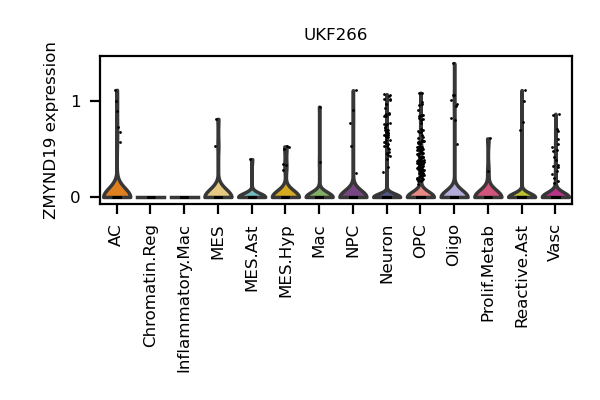 UKF266
ZMYND19 expression
1
0
AC
Chromatin.Reg
Inflammatory.Mac
MES
MES.Ast
MES.Hyp
Mac
NPC
Neuron
OPC
Oligo
Prolif.Metab
Reactive.Ast
Vasc